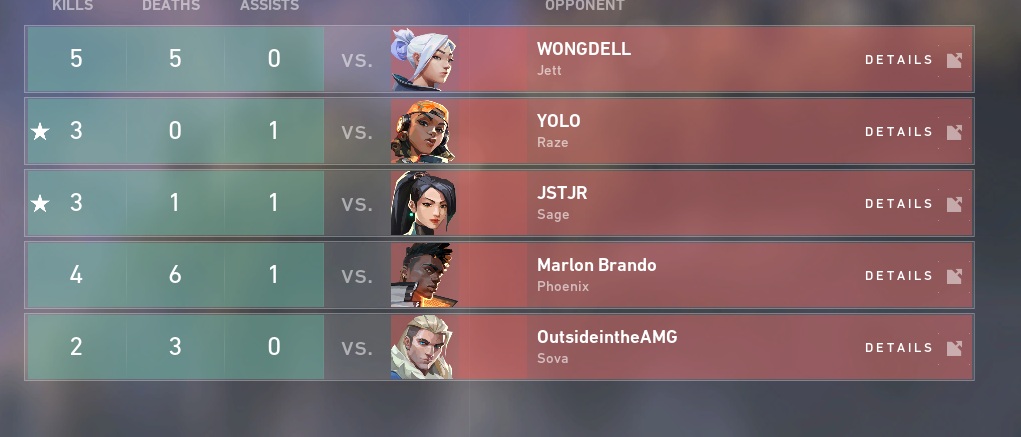 KILLS DEATHS ASSISTS OPPONENT
5 5 0 VS. WONGDELL DETAILS
Jett
3 0 1 VS. YOLO DETAILS
Raze
3 1 1 VS. JSTJR DETAILS
Sage
4 6 1 VS. Marlon Brando DETAILS
Phoenix
2 3 0 VS. OutsideintheAMG DETAILS
Sova